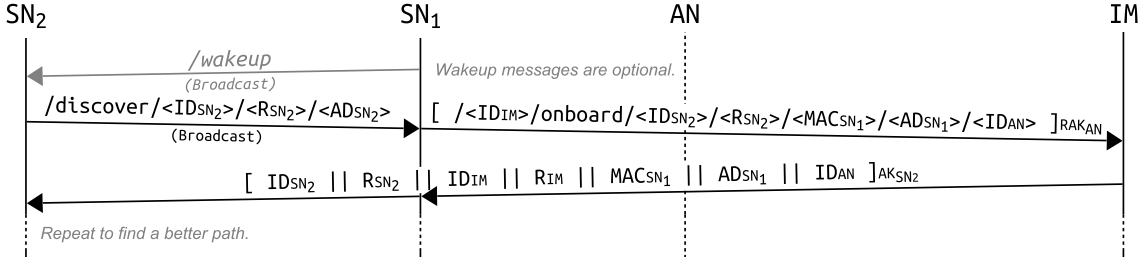 SN2 SN1 AN IM
/wakeup
(Broadcast)
Wakeup messages are optional.
/discover/<IDSN2>/<RSN2>/<ADSN2>
(Broadcast)
[ /<IDIM>/onboard/<IDSN2>/<RSN2>/<MACSN1>/<ADSN1>/<IDAN> ]RAKAN
[ IDSN2 || RSN2 || IDIM || RIM || MACSN1 || ADSN1 || IDAN ]AKSN2
Repeat to find a better path.